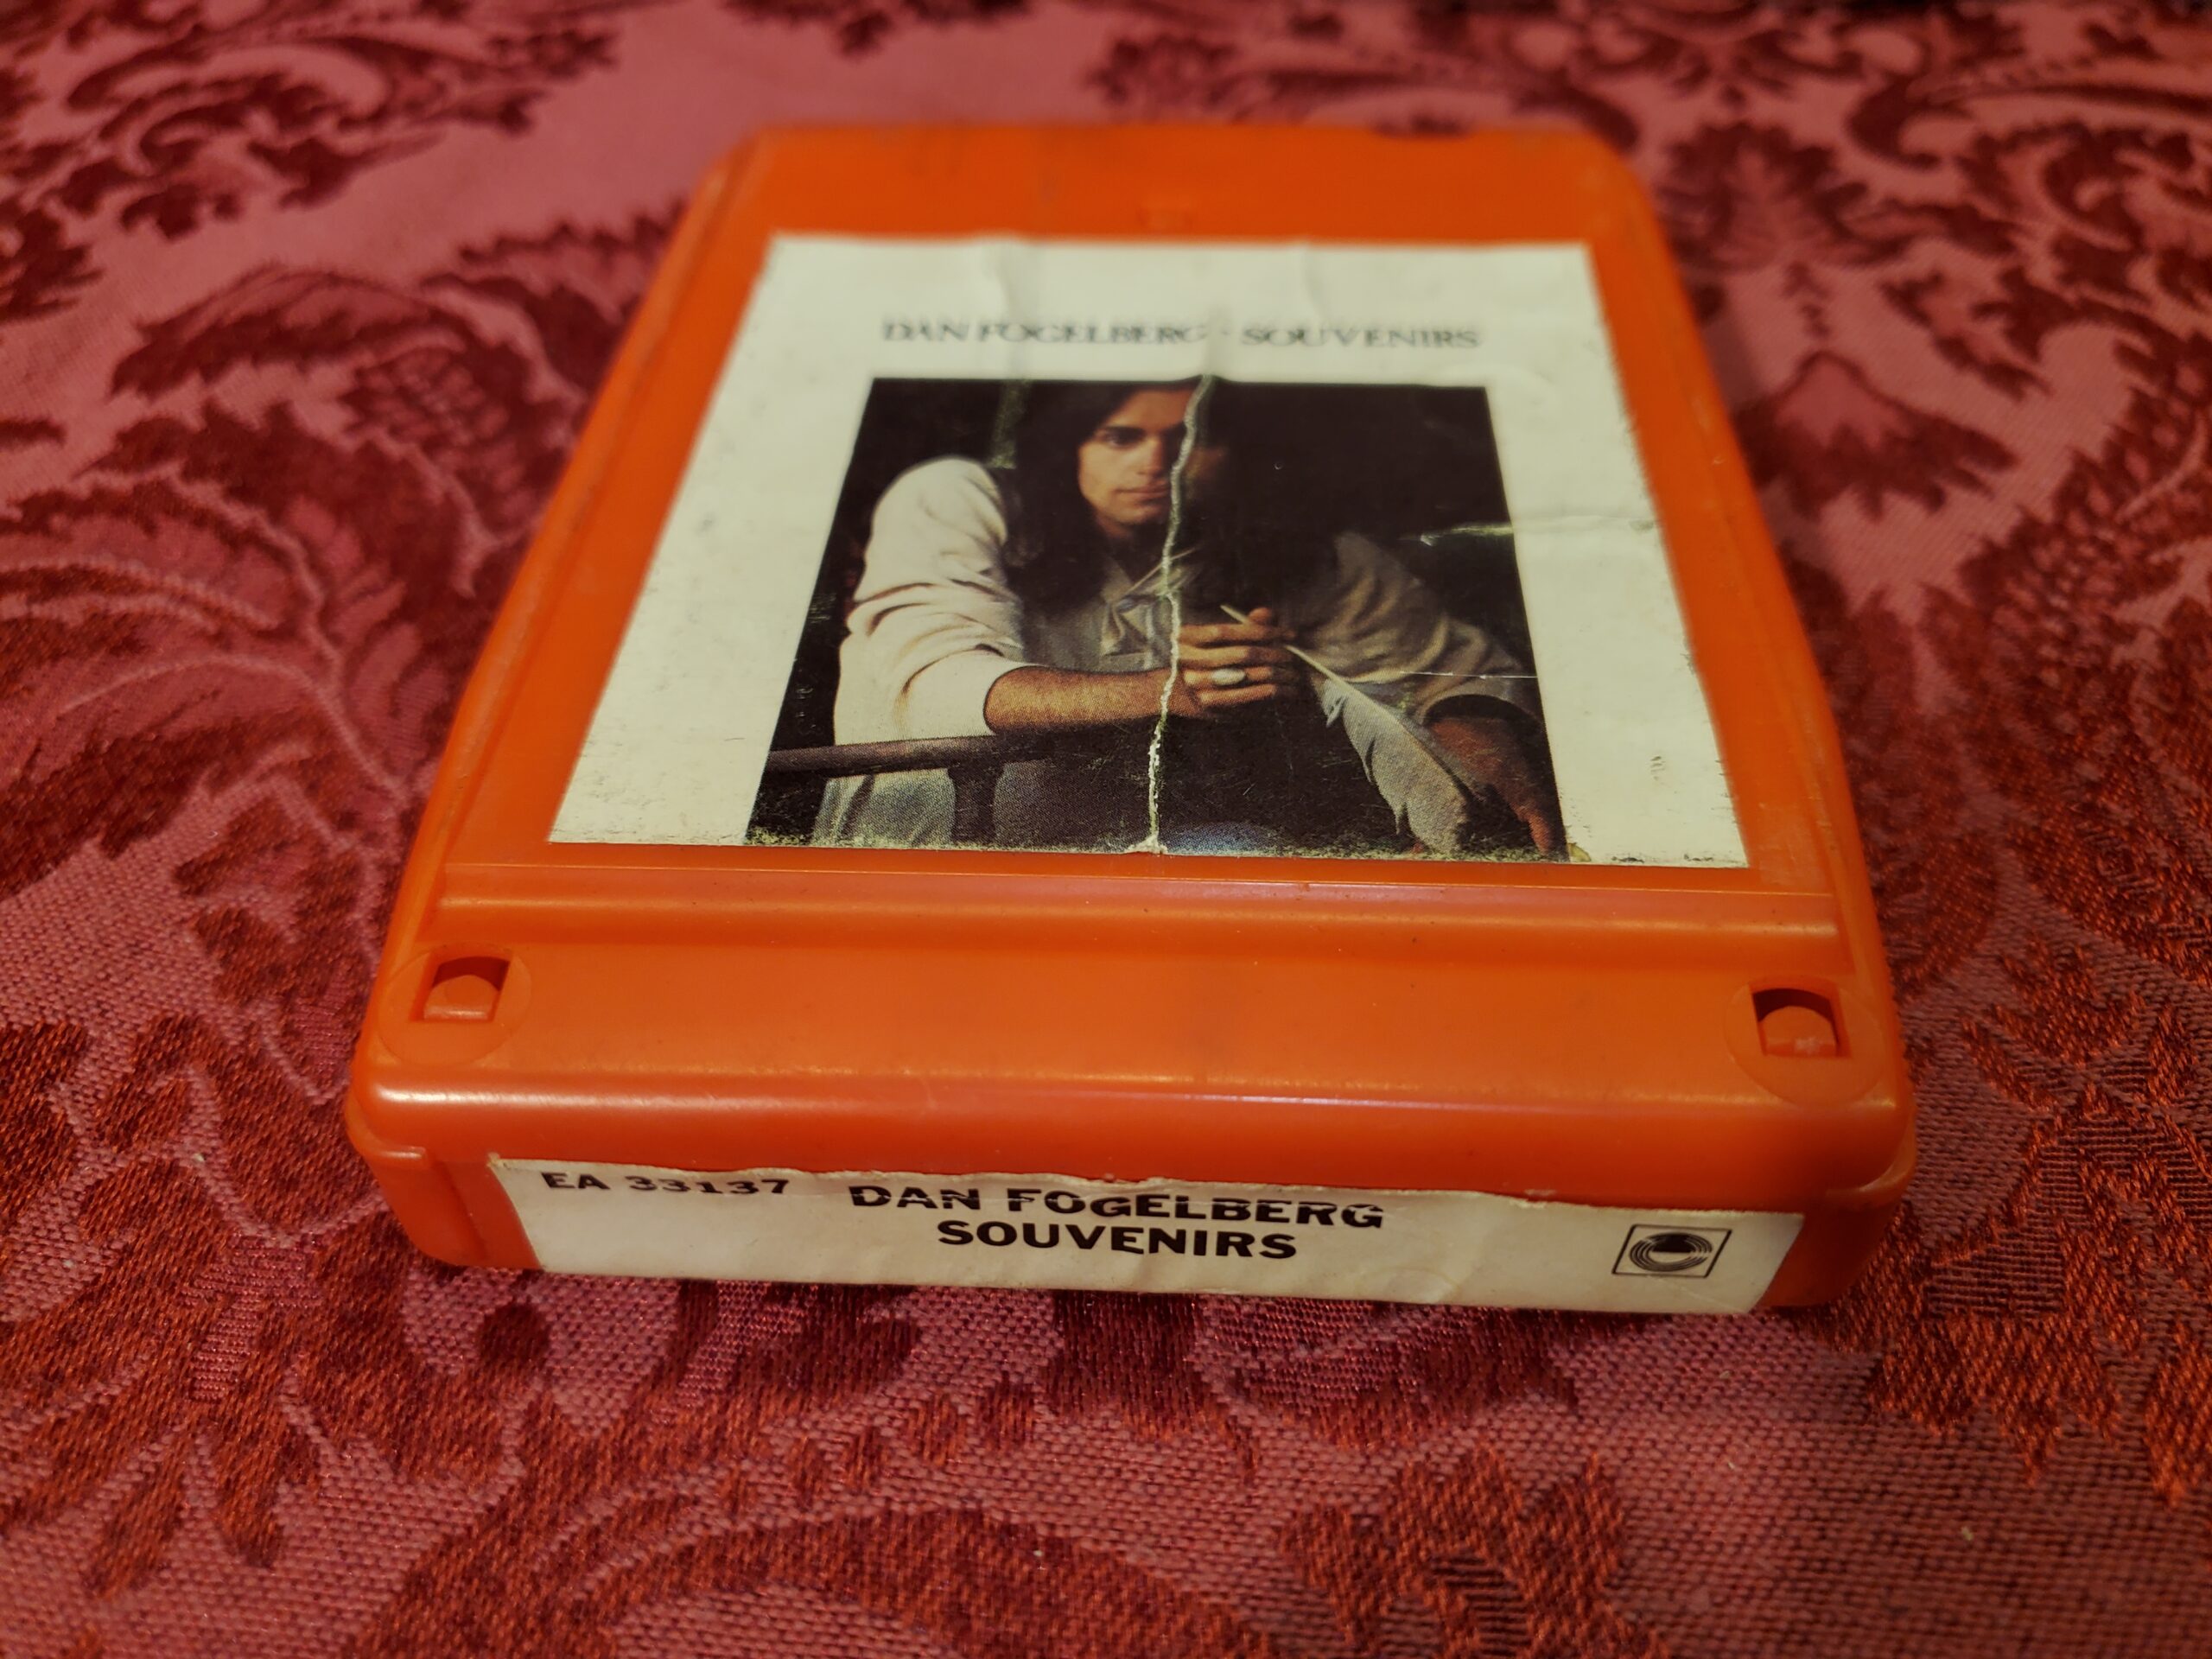 DAN FOGELBERG · SOUVENIRS
EA 33137
DAN FOGELBERG
SOUVENIRS